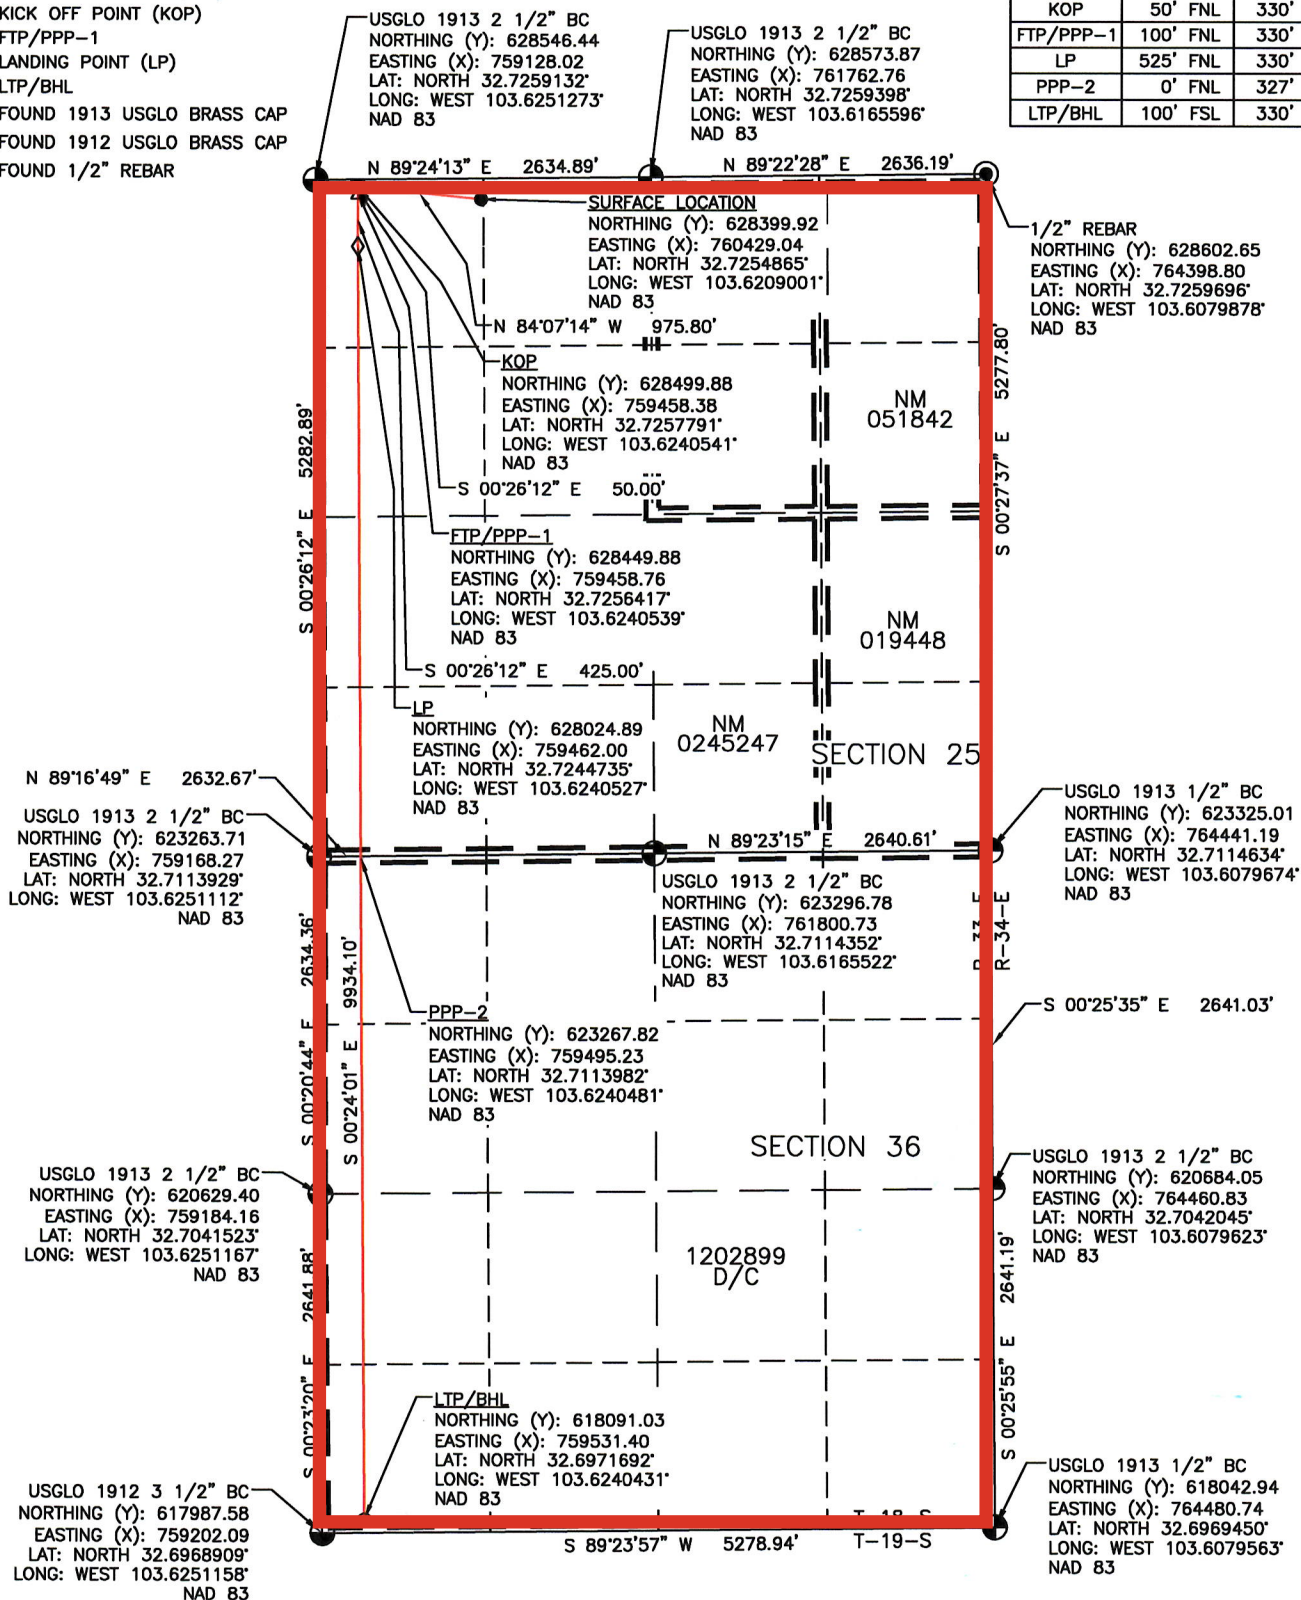 KICK OFF POINT (KOP)
FTP/PPP-1
LANDING POINT (LP)
LTP/BHL
FOUND 1913 USGLO BRASS CAP
FOUND 1912 USGLO BRASS CAP
FOUND 1/2" REBAR
USGLO 1913 2 1/2" BC
NORTHING (Y): 628546.44
EASTING (X): 759128.02
LAT: NORTH 32.7259132°
LONG: WEST 103.6251273°
NAD 83
USGLO 1913 2 1/2" BC
NORTHING (Y): 628573.87
EASTING (X): 761762.76
LAT: NORTH 32.7259398°
LONG: WEST 103.6165596°
NAD 83
KOP 50' FNL 330'
FTP/PPP-1 100' FNL 330'
LP 525' FNL 330'
PPP-2 0' FNL 327'
LTP/BHL 100' FSL 330'
N 89°24'13" E 2634.89'
N 89°22'28" E 2636.19'
SURFACE LOCATION
NORTHING (Y): 628399.92
EASTING (X): 760429.04
LAT: NORTH 32.7254865°
LONG: WEST 103.6209001°
NAD 83
1/2" REBAR
NORTHING (Y): 628602.65
EASTING (X): 764398.80
LAT: NORTH 32.7259696°
LONG: WEST 103.6079878°
NAD 83
N 84°07'14" W 975.80'
KOP
NORTHING (Y): 628499.88
EASTING (X): 759458.38
LAT: NORTH 32.7257791°
LONG: WEST 103.6240541°
NAD 83
NM
051842
S 00°26'12" E 5282.89'
S 00°27'37" E 5277.80'
S 00°26'12" E 50.00'
FTP/PPP-1
NORTHING (Y): 628449.88
EASTING (X): 759458.76
LAT: NORTH 32.7256417°
LONG: WEST 103.6240539°
NAD 83
NM
019448
S 00°26'12" E 425.00'
LP
NORTHING (Y): 628024.89
EASTING (X): 759462.00
LAT: NORTH 32.7244735°
LONG: WEST 103.6240527°
NAD 83
NM
0245247
SECTION 25
N 89°16'49" E 2632.67'
USGLO 1913 2 1/2" BC
NORTHING (Y): 623263.71
EASTING (X): 759168.27
LAT: NORTH 32.7113929°
LONG: WEST 103.6251112°
NAD 83
N 89°23'15" E 2640.61'
USGLO 1913 2 1/2" BC
NORTHING (Y): 623296.78
EASTING (X): 761800.73
LAT: NORTH 32.7114352°
LONG: WEST 103.6165522°
NAD 83
USGLO 1913 1/2" BC
NORTHING (Y): 623325.01
EASTING (X): 764441.19
LAT: NORTH 32.7114634°
LONG: WEST 103.6079674°
NAD 83
R-33-E
R-34-E
S 00°20'44" E 2634.36'
S 00°24'01" E 9934.10'
S 00°25'35" E 2641.03'
PPP-2
NORTHING (Y): 623267.82
EASTING (X): 759495.23
LAT: NORTH 32.7113982°
LONG: WEST 103.6240481°
NAD 83
SECTION 36
USGLO 1913 2 1/2" BC
NORTHING (Y): 620629.40
EASTING (X): 759184.16
LAT: NORTH 32.7041523°
LONG: WEST 103.6251167°
NAD 83
USGLO 1913 2 1/2" BC
NORTHING (Y): 620684.05
EASTING (X): 764460.83
LAT: NORTH 32.7042045°
LONG: WEST 103.6079623°
NAD 83
1202899
D/C
S 00°23'20" E 2641.88'
S 00°25'55" E 2641.19'
LTP/BHL
NORTHING (Y): 618091.03
EASTING (X): 759531.40
LAT: NORTH 32.6971692°
LONG: WEST 103.6240431°
NAD 83
USGLO 1912 3 1/2" BC
NORTHING (Y): 617987.58
EASTING (X): 759202.09
LAT: NORTH 32.6968909°
LONG: WEST 103.6251158°
NAD 83
USGLO 1913 1/2" BC
NORTHING (Y): 618042.94
EASTING (X): 764480.74
LAT: NORTH 32.6969450°
LONG: WEST 103.6079563°
NAD 83
T-18-S
T-19-S
S 89°23'57" W 5278.94'